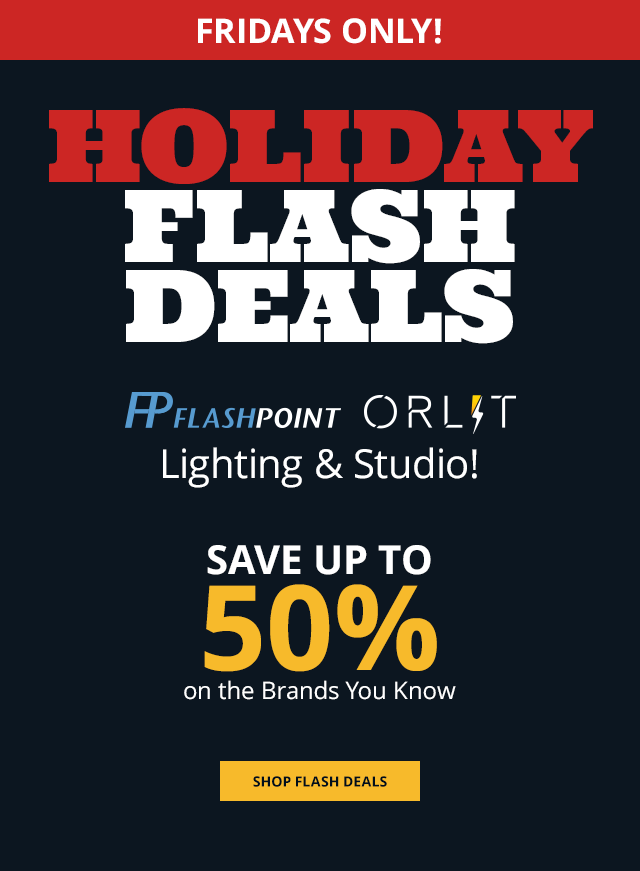 FRIDAYS ONLY!
HOLIDAY
FLASH
DEALS
FP FLASHPOINT ORLIT
Lighting & Studio!
SAVE UP TO
50%
on the Brands You Know
SHOP FLASH DEALS